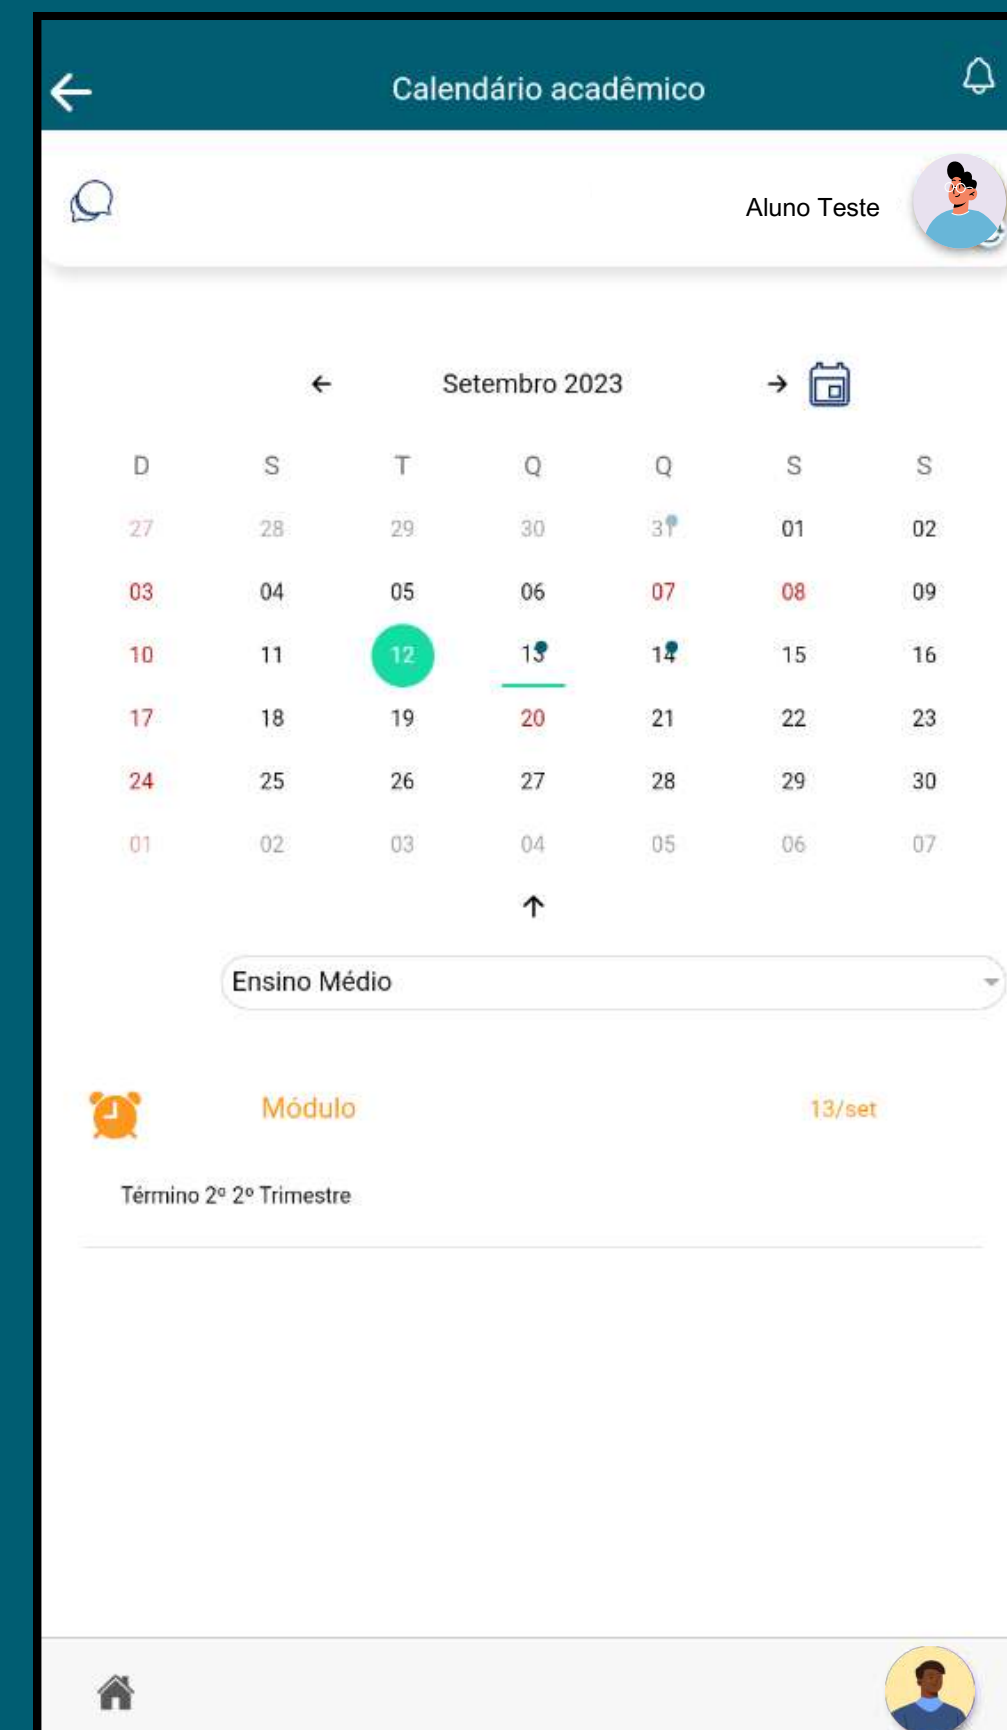 Calendário acadêmico
Aluno Teste
Setembro 2023
D S T Q Q S S
27 28 29 30 31 01 02
03 04 05 06 07 08 09
10 11 12 13 14 15 16
17 18 19 20 21 22 23
24 25 26 27 28 29 30
01 02 03 04 05 06 07
Ensino Médio
Módulo 13/set
Término 2º 2º Trimestre